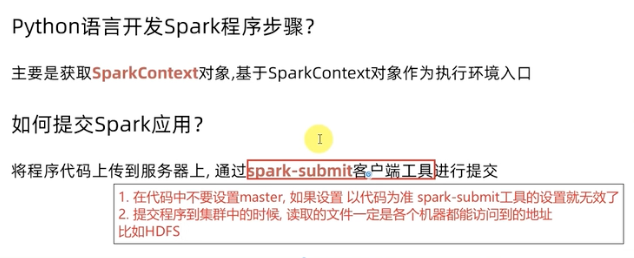 Python语言开发Spark程序步骤?
主要是获取SparkContext对象,基于SparkContext对象作为执行环境入口
如何提交Spark应用?
将程序代码上传到服务器上, 通过spark-submit客户端工具进行提交
1. 在代码中不要设置master, 如果设置 以代码为准 spark-submit工具的设置就无效了
2. 提交程序到集群中的时候, 读取的文件一定是各个机器都能访问到的地址
比如HDFS